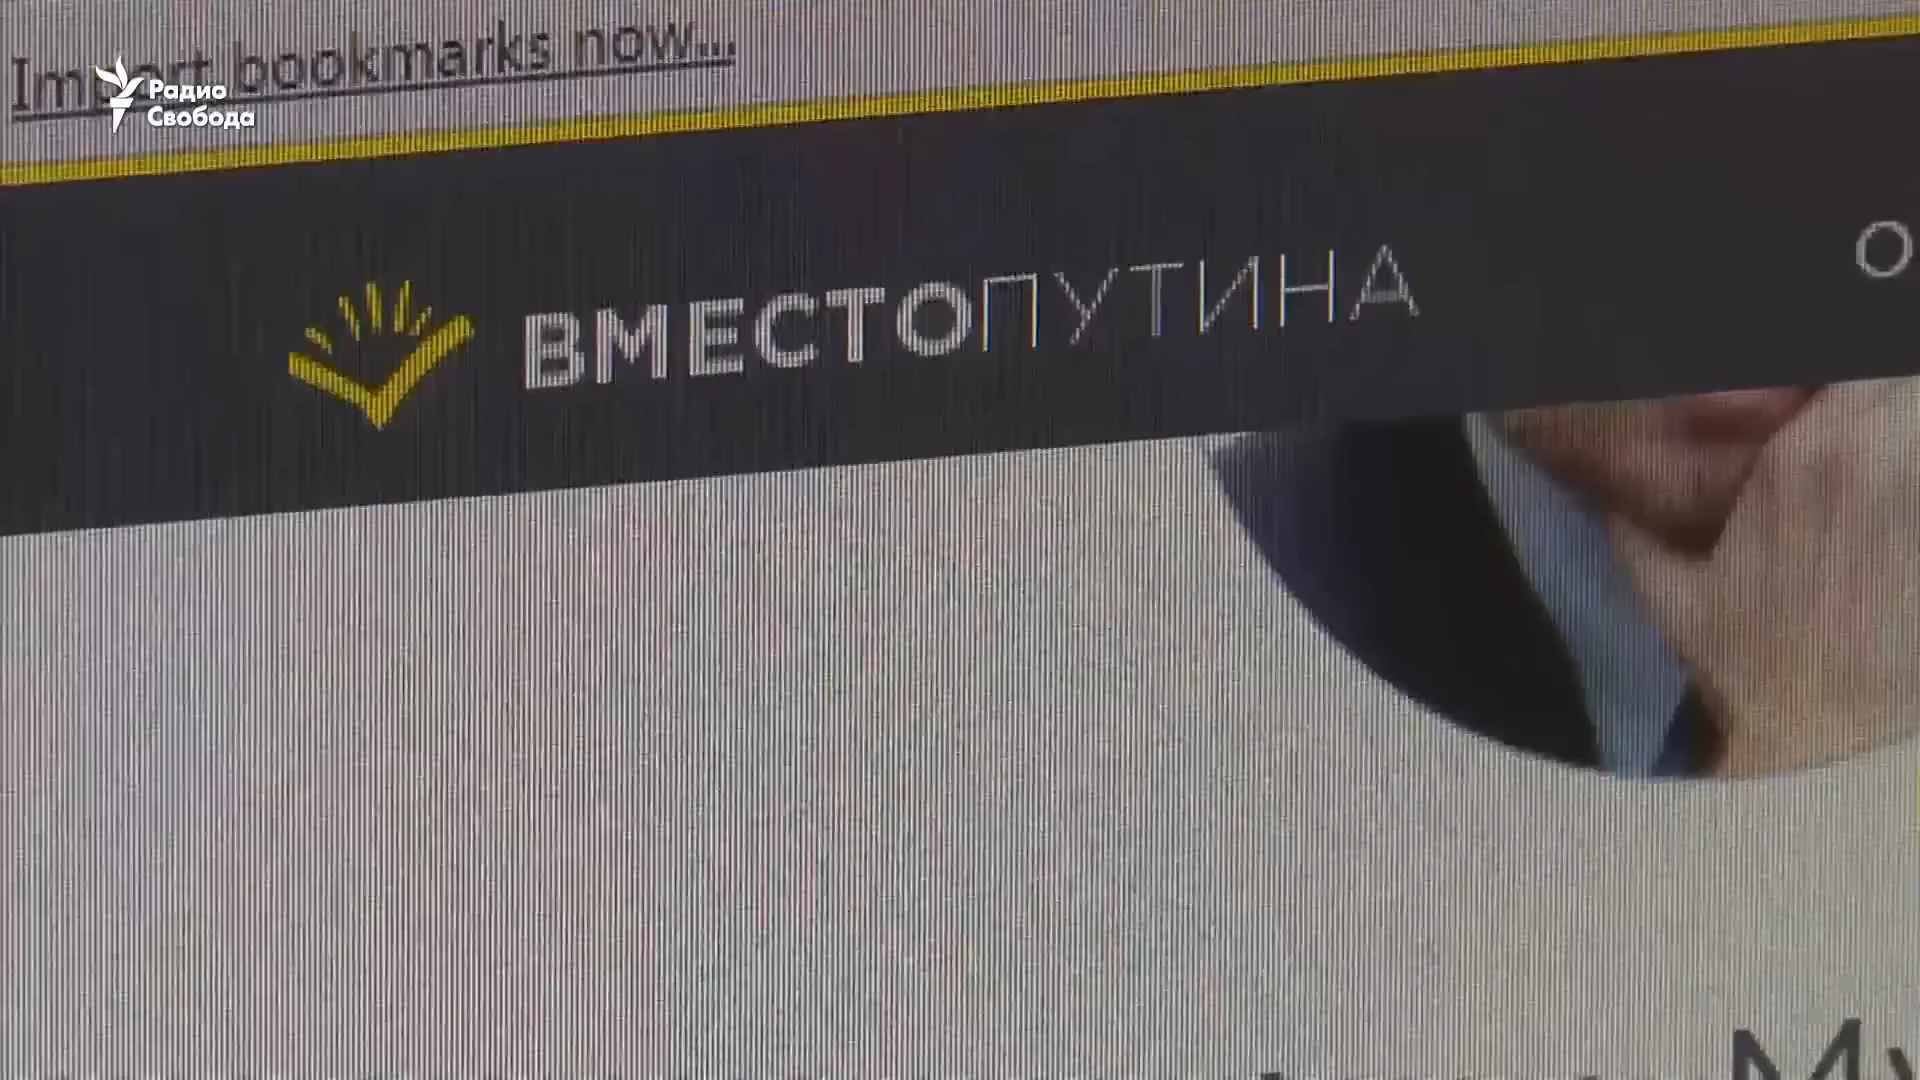 Import bookmarks now...
Радио
Свобода
ВМЕСТОПУТИНА
О